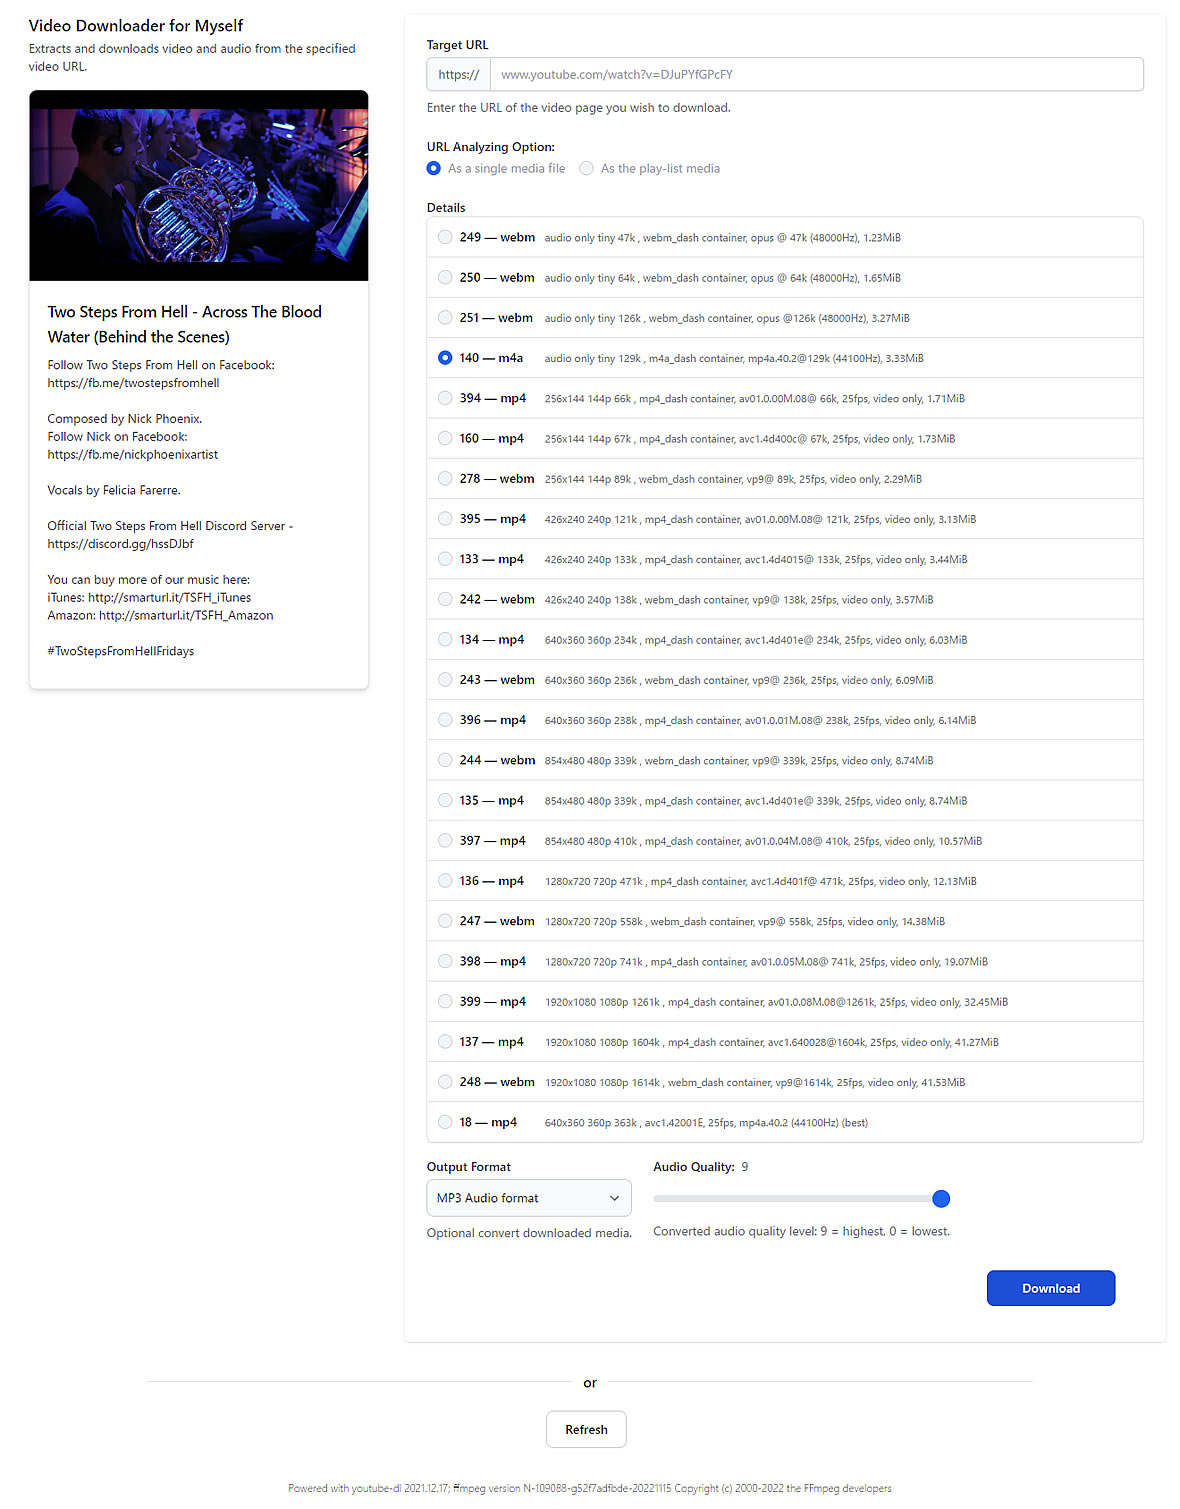 Video Downloader for Myself
Extracts and downloads video and audio from the specified
video URL.
Two Steps From Hell - Across The Blood
Water (Behind the Scenes)
Follow Two Steps From Hell on Facebook:
https://fb.me/twostepsfromhell
Composed by Nick Phoenix.
Follow Nick on Facebook:
https://fb.me/nickphoenixartist
Vocals by Felicia Farerre.
Official Two Steps From Hell Discord Server -
https://discord.gg/hssDJbf
You can buy more of our music here:
iTunes: http://smarturl.it/TSFH_iTunes
Amazon: http://smarturl.it/TSFH_Amazon
#TwoStepsFromHellFridays
Target URL
https:// www.youtube.com/watch?v=DJuPYfGPcFY
Enter the URL of the video page you wish to download.
URL Analyzing Option:
As a single media file As the play-list media
Details
249 — webm audio only tiny 47k , webm_dash container, opus @ 47k (48000Hz), 1.23MiB
250 — webm audio only tiny 64k , webm_dash container, opus @ 64k (48000Hz), 1.65MiB
251 — webm audio only tiny 126k , webm_dash container, opus @126k (48000Hz), 3.27MiB
140 — m4a audio only tiny 129k , m4a_dash container, mp4a.40.2@129k (44100Hz), 3.33MiB
394 — mp4 256x144 144p 66k , mp4_dash container, av01.0.00M.08@ 66k, 25fps, video only, 1.71MiB
160 — mp4 256x144 144p 67k , mp4_dash container, avc1.4d400c@ 67k, 25fps, video only, 1.73MiB
278 — webm 256x144 144p 89k , webm_dash container, vp9@ 89k, 25fps, video only, 2.29MiB
395 — mp4 426x240 240p 121k , mp4_dash container, av01.0.00M.08@ 121k, 25fps, video only, 3.13MiB
133 — mp4 426x240 240p 133k , mp4_dash container, avc1.4d4015@ 133k, 25fps, video only, 3.44MiB
242 — webm 426x240 240p 138k , webm_dash container, vp9@ 138k, 25fps, video only, 3.57MiB
134 — mp4 640x360 360p 234k , mp4_dash container, avc1.4d401e@ 234k, 25fps, video only, 6.03MiB
243 — webm 640x360 360p 236k , webm_dash container, vp9@ 236k, 25fps, video only, 6.09MiB
396 — mp4 640x360 360p 238k , mp4_dash container, av01.0.01M.08@ 238k, 25fps, video only, 6.14MiB
244 — webm 854x480 480p 339k , webm_dash container, vp9@ 339k, 25fps, video only, 8.74MiB
135 — mp4 854x480 480p 339k , mp4_dash container, avc1.4d401e@ 339k, 25fps, video only, 8.74MiB
397 — mp4 854x480 480p 410k , mp4_dash container, av01.0.04M.08@ 410k, 25fps, video only, 10.57MiB
136 — mp4 1280x720 720p 471k , mp4_dash container, avc1.4d401f@ 471k, 25fps, video only, 12.13MiB
247 — webm 1280x720 720p 558k , webm_dash container, vp9@ 558k, 25fps, video only, 14.38MiB
398 — mp4 1280x720 720p 741k , mp4_dash container, av01.0.05M.08@ 741k, 25fps, video only, 19.07MiB
399 — mp4 1920x1080 1080p 1261k , mp4_dash container, av01.0.08M.08@1261k, 25fps, video only, 32.45MiB
137 — mp4 1920x1080 1080p 1604k , mp4_dash container, avc1.640028@1604k, 25fps, video only, 41.27MiB
248 — webm 1920x1080 1080p 1614k , webm_dash container, vp9@1614k, 25fps, video only, 41.53MiB
18 — mp4 640x360 360p 363k , avc1.42001E, 25fps, mp4a.40.2 (44100Hz) (best)
Output Format Audio Quality: 9
MP3 Audio format
Optional convert downloaded media. Converted audio quality level: 9 = highest, 0 = lowest.
Download
or
Refresh
Powered with youtube-dl 2021.12.17; ffmpeg version N-109088-g52f7adfbde-20221115 Copyright (c) 2000-2022 the FFmpeg developers